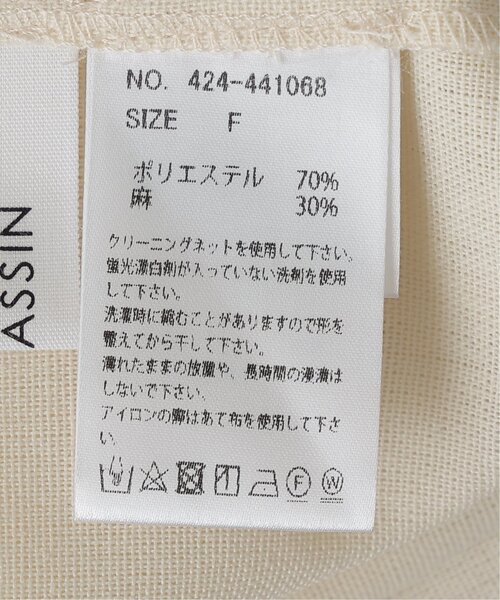 NO. 424-441068
SIZE F
ポリエステル 70%
麻 30%
クリーニングネットを使用して下さい。
蛍光漂白剤が入っていない洗剤を使用
して下さい。
洗濯時に縮むことがありますので形を
整えてから干して下さい。
濡れたままの放置や、長時間の浸漬は
しないで下さい。
アイロンの際はあて布を使用して下さ
い。
F W
ASSIN